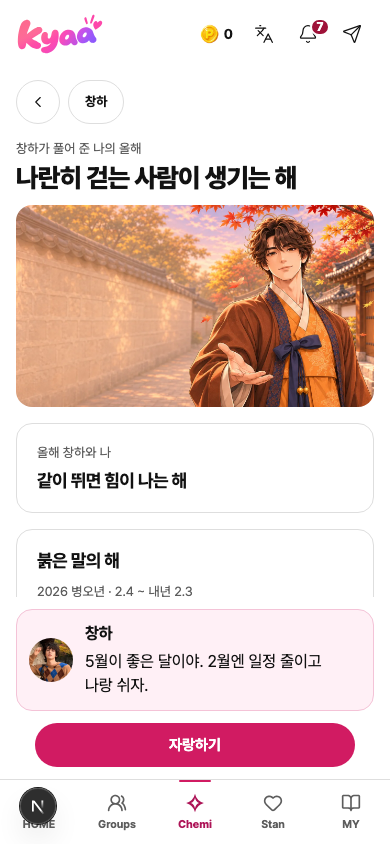 kyaa
0
7
창하
창하가 풀어 준 나의 올해
나란히 걷는 사람이 생기는 해
올해 창하와 나
같이 뛰면 힘이 나는 해
붉은 말의 해
2026 병오년 · 2.4 ~ 내년 2.3
창하
5월이 좋은 달이야. 2월엔 일정 줄이고
나랑 쉬자.
자랑하기
N
HOME
Groups
Chemi
Stan
MY